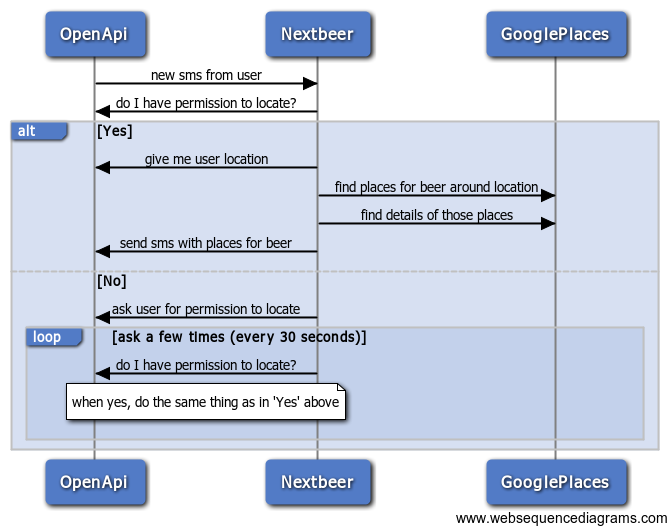 OpenApi Nextbeer GooglePlaces
new sms from user
do I have permission to locate?
alt [Yes]
give me user location
find places for beer around location
find details of those places
send sms with places for beer
[No]
ask user for permission to locate
loop [ask a few times (every 30 seconds)]
do I have permission to locate?
when yes, do the same thing as in 'Yes' above
OpenApi Nextbeer GooglePlaces
www.websequencediagrams.com